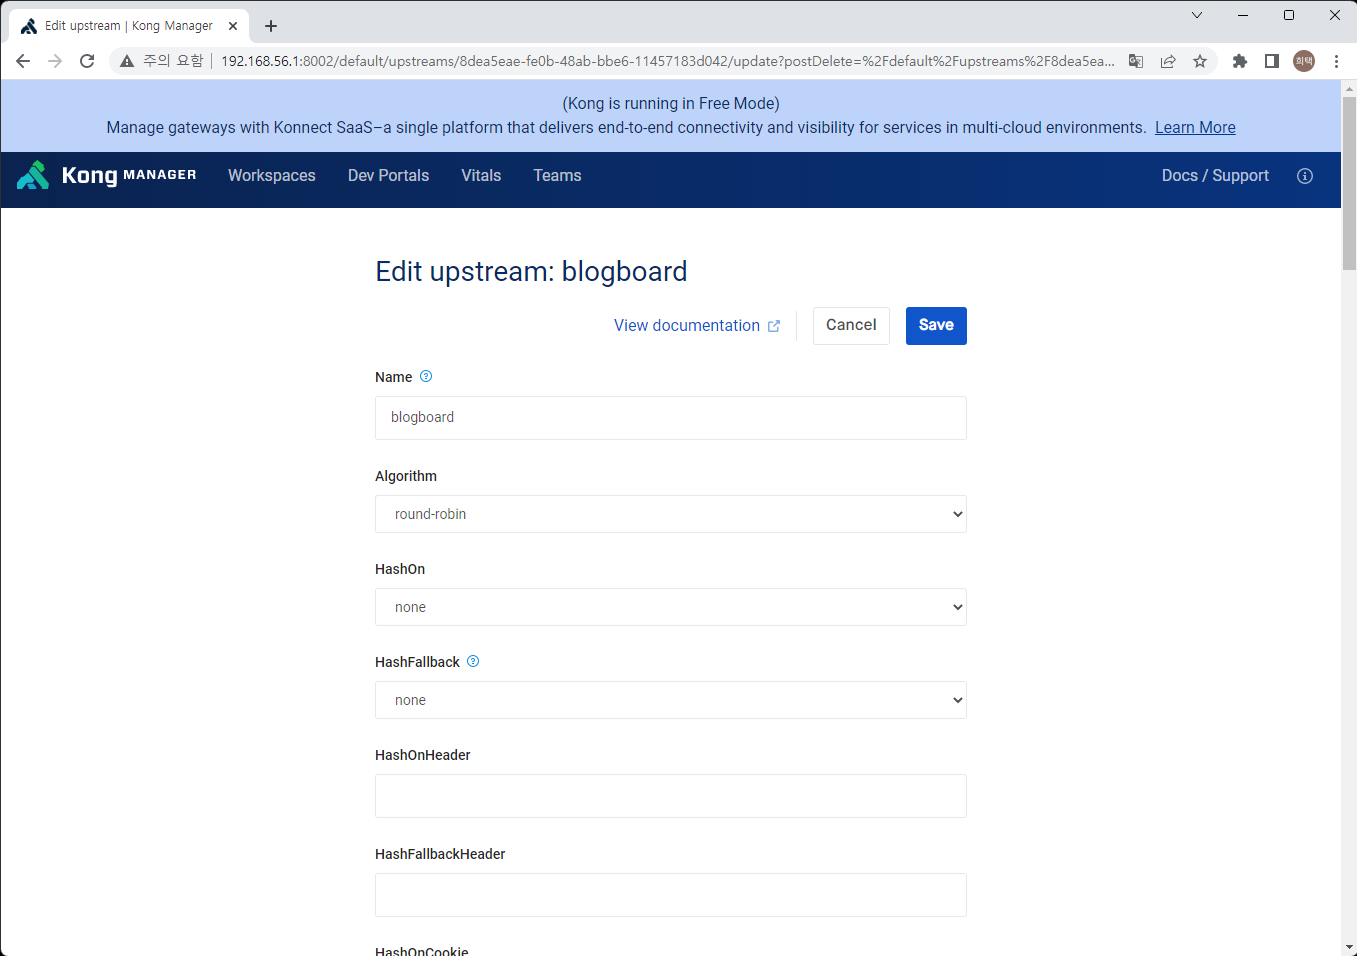 Edit upstream | Kong Manager
주의 요함
192.168.56.1:8002/default/upstreams/8dea5eae-fe0b-48ab-bbe6-11457183d042/update?postDelete=%2Fdefault%2Fupstreams%2F8dea5ea...
희택
(Kong is running in Free Mode)
Manage gateways with Konnect SaaS–a single platform that delivers end-to-end connectivity and visibility for services in multi-cloud environments. Learn More
Kong MANAGER
Workspaces
Dev Portals
Vitals
Teams
Docs / Support
Edit upstream: blogboard
View documentation
Cancel
Save
Name
blogboard
Algorithm
round-robin
HashOn
none
HashFallback
none
HashOnHeader
HashFallbackHeader
HashOnCookie